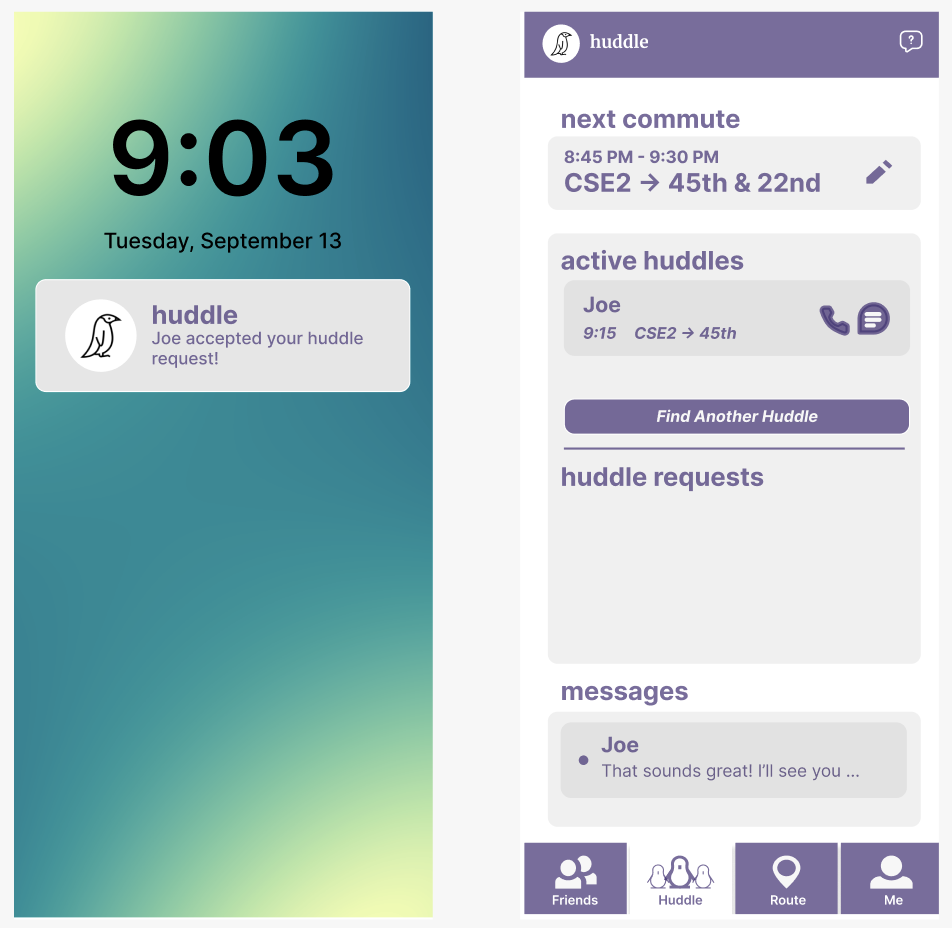 9:03
Tuesday, September 13
huddle
Joe accepted your huddle
request!
huddle
?
next commute
8:45 PM - 9:30 PM
CSE2 → 45th & 22nd
active huddles
Joe
9:15 CSE2 → 45th
Find Another Huddle
huddle requests
messages
Joe
That sounds great! I’ll see you ...
Friends
Huddle
Route
Me